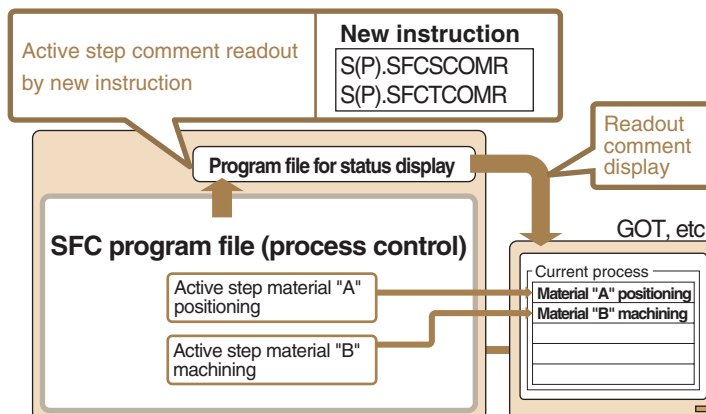 Active step comment readout
by new instruction
New instruction
S(P).SFCSCOMR
S(P).SFCTCOMR
Readout
comment
display
Program file for status display
GOT, etc
SFC program file (process control)
Current process
Active step material "A"
positioning
Material "A" positioning
Material "B" machining
Active step material "B"
machining